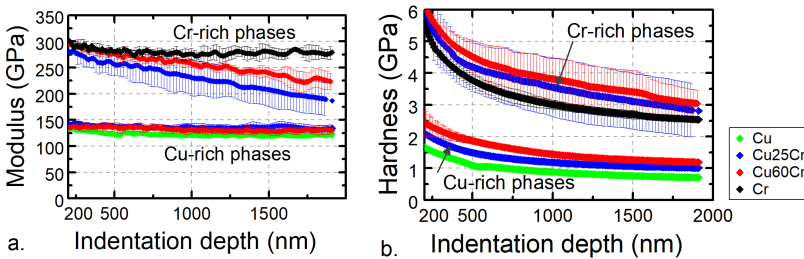 Cr-rich phases
350
300
250
200
150
100
50
0
Modulus (GPa)
Cu-rich phases
200 500 1000 1500
a. Indentation depth (nm)
Cr-rich phases
6
5
4
3
2
1
0
Hardness (GPa)
Cu-rich phases
200 500 1000 1500 2000
b. Indentation depth (nm)
Cu
Cu25Cr
Cu60Cr
Cr